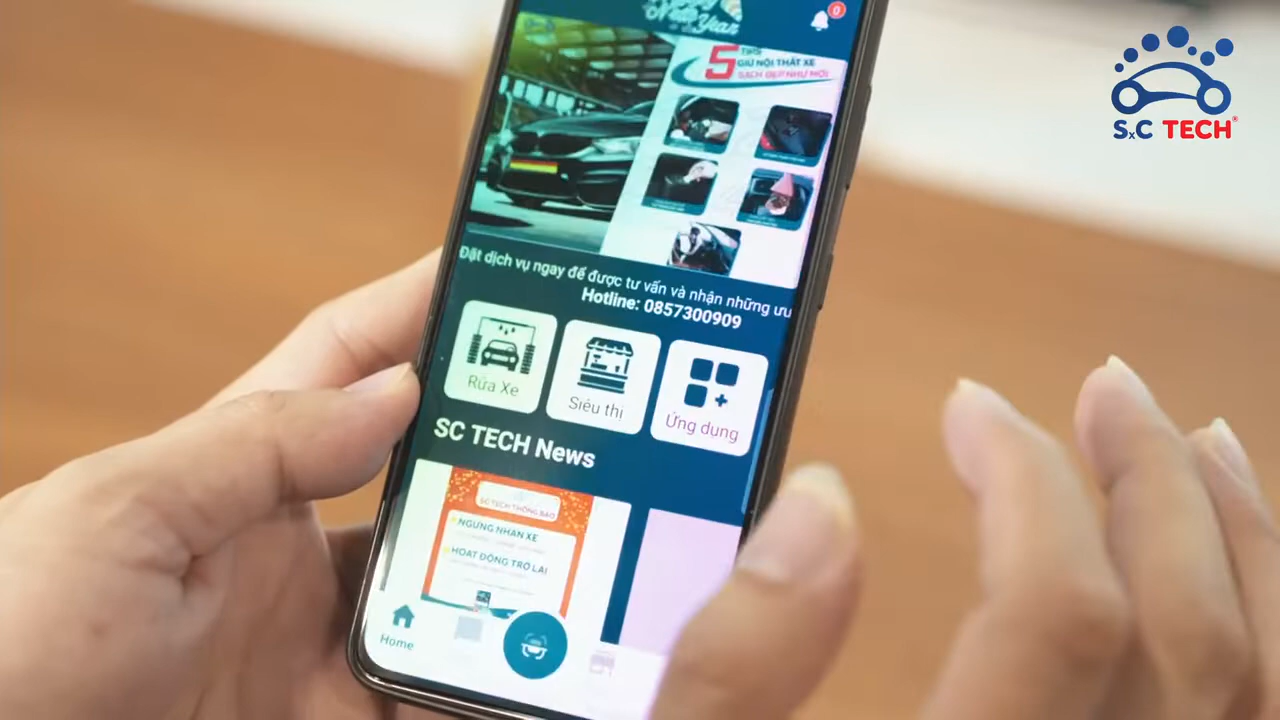 SxC TECH®
0
5 TIPS
GIỮ NỘI THẤT XE
SẠCH ĐẸP NHƯ MỚI
Đặt dịch vụ ngay để được tư vấn và nhận những ưu
Hotline: 0857300909
Rửa Xe
Siêu thị
Ứng dụng
SC TECH News
SC TECH THÔNG BÁO
NGƯNG NHẬN XE
HOẠT ĐỘNG TRỞ LẠI
Home